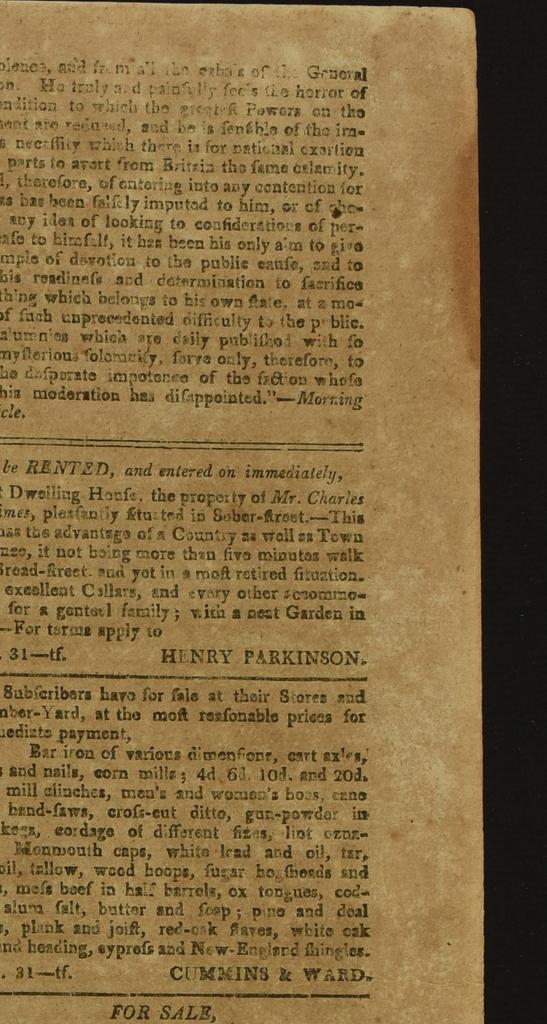 olence, and from all the exbals of the General
on. He truly and painfully feels the horror of
ondition to which the greatest Powers on the
nent are reduced, and he is ſenſible of the im-
s neceſſity which there is for national exertion
parts to avert from Britain the ſame calamity.
l, therefore, of entering into any contention for
as has been falſely imputed to him, or of
any idea of looking to conſiderations of per-
eaſe to himſelf, it has been his only aim to give
mple of devotion to the public cauſe, and to
his readineſs and determination to ſacrifice
thing which belongs to his own ſtate, at a mo-
of ſuch unprecedented difficulty to the public.
alumnies which are daily publiſhed with ſo
myſterious ſolemnity, ſerve only, therefore, to
he deſperate impotence of the faction whoſe
his moderation has diſappointed."—Morning
cle.
be RENTED, and entered on immediately,
t Dwelling Houſe, the property of Mr. Charles
imes, pleaſantly ſituated in Sober-ſtreet.—This
has the advantage of a Country as well as Town
nce, it not being more than five minutes walk
Broad-ſtreet, and yet in a moſt retired ſituation.
excellent Cellars, and every other accommo-
for a genteel family; with a neat Garden in
—For terms apply to
. 31—tf. HENRY PARKINSON.
Subſcribers have for ſale at their Stores and
mber-Yard, at the moſt reaſonable prices for
mediate payment,
Bar iron of various dimenſions, cart axles,
s and nails, corn mills; 4d. 6d. 10d. and 20d.
mill clinches, men's and women's hoes, cane
hand-ſaws, croſs-cut ditto, gun-powder in
kegs, cordage of different ſizes, lint ozna-
Monmouth caps, white lead and oil, tar,
oil, tallow, wood hoops, ſugar hogſheads and
s, meſs beef in half barrels, ox tongues, cod-
alum ſalt, butter and ſoap; pine and deal
s, plank and joiſt, red-oak ſtaves, white oak
and heading, cypreſs and New-England ſhingles.
. 31—tf. CUMMINS & WARD.
FOR SALE,